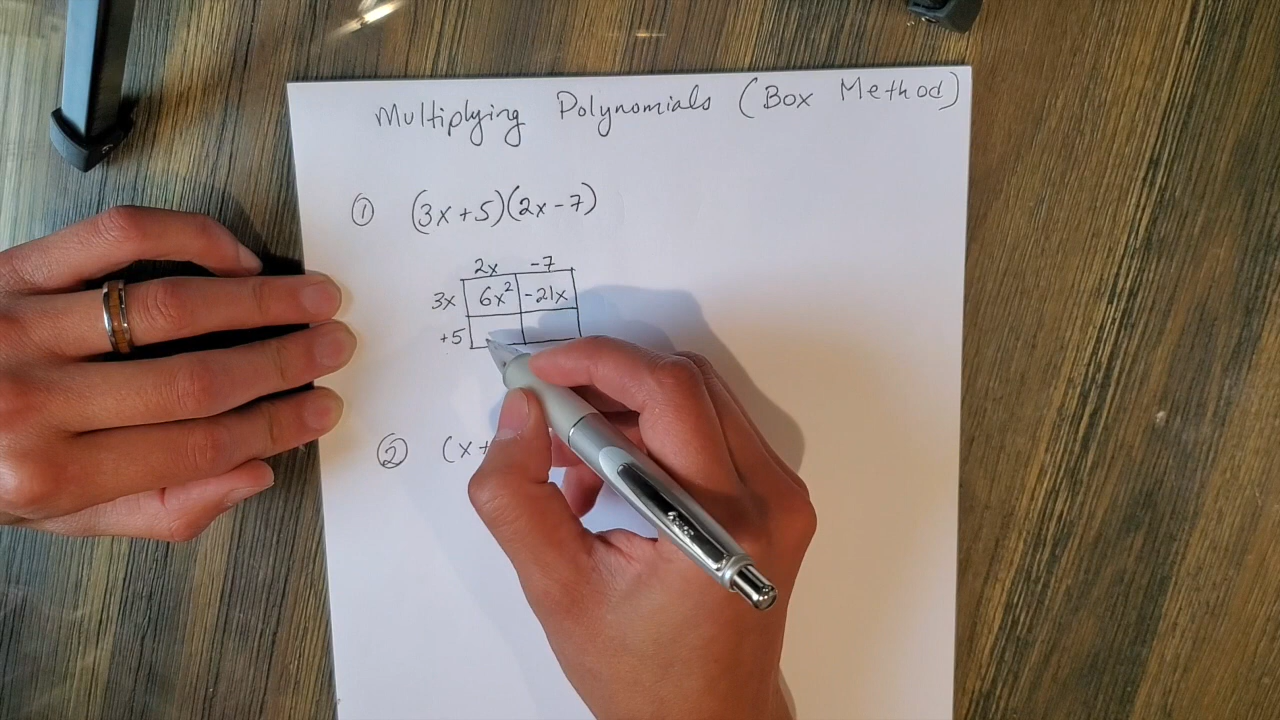 Multiplying Polynomials (Box Method)
① (3x+5)(2x-7)
2x -7
3x 6x² -21x
+5
② (x+